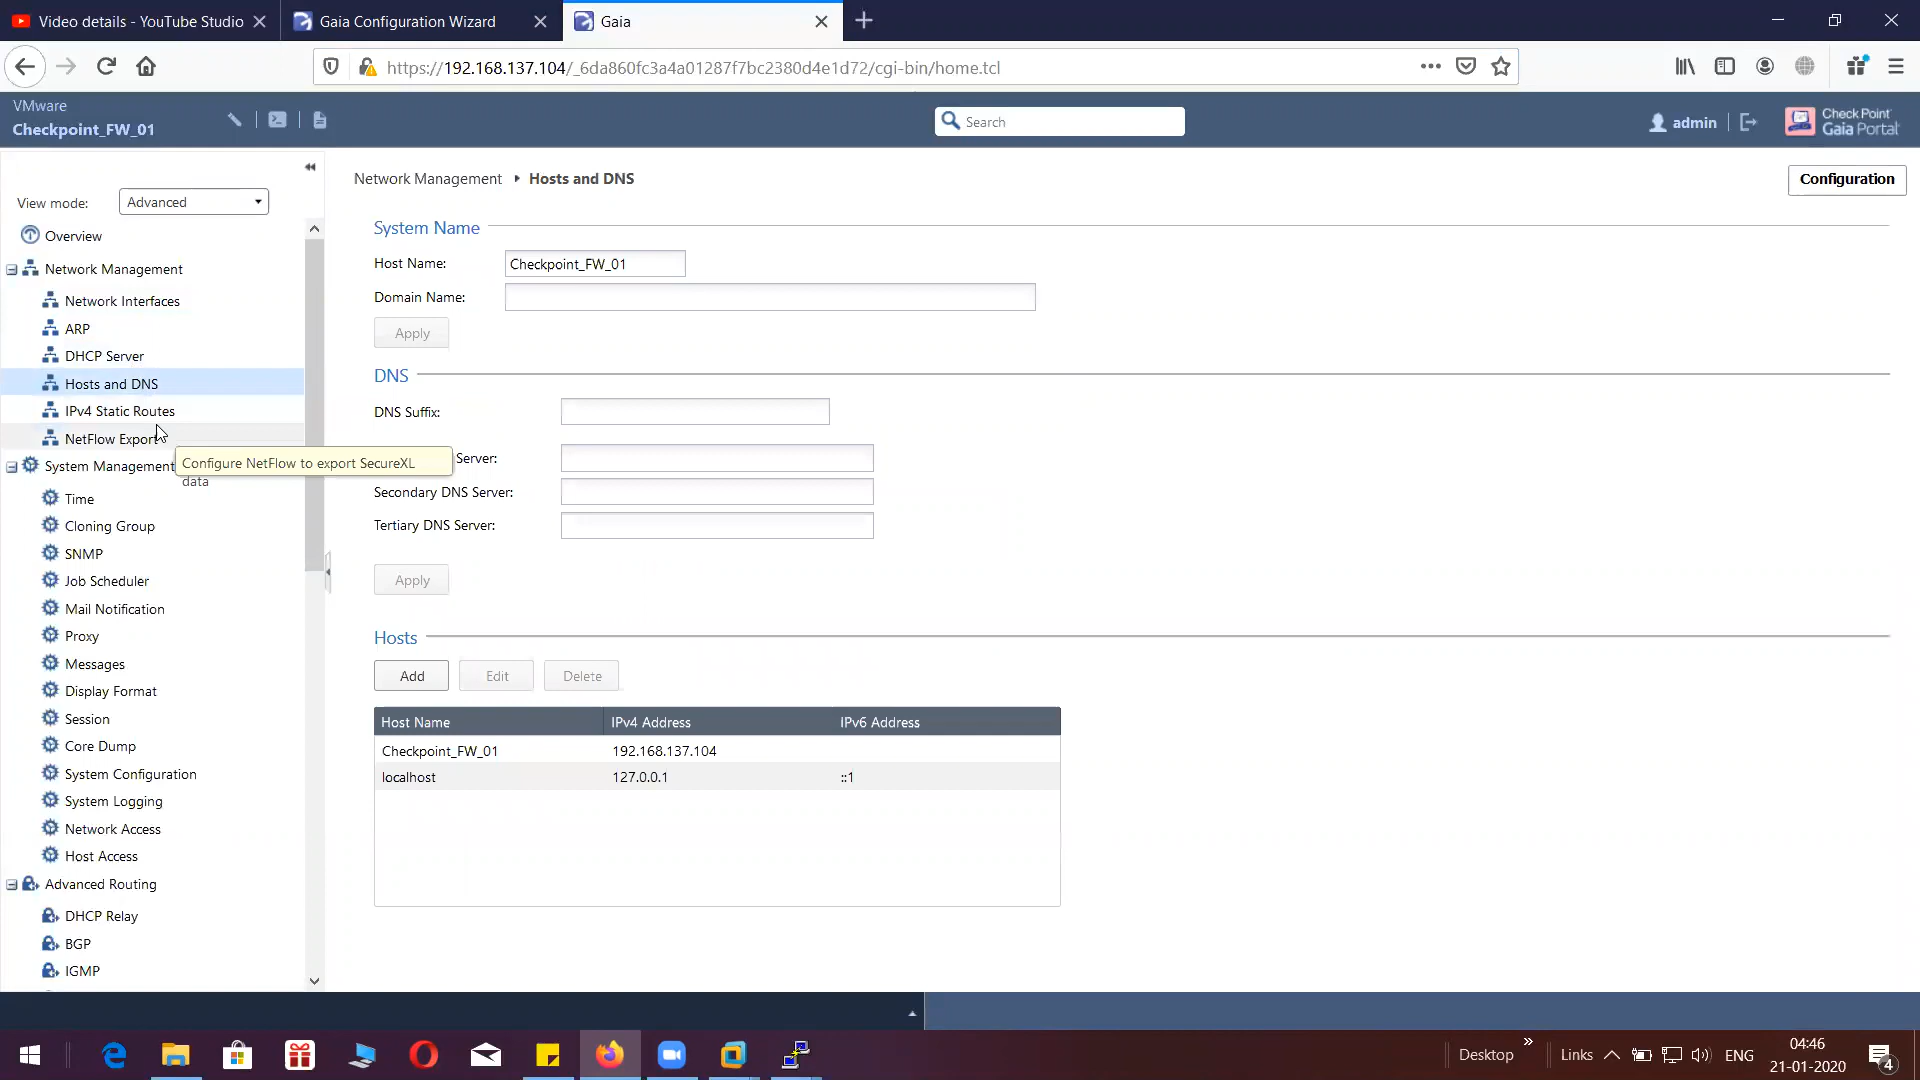 Video details - YouTube Studio
Gaia Configuration Wizard
Gaia
https://192.168.137.104/_6da860fc3a4a01287f7bc2380d4e1d72/cgi-bin/home.tcl
VMware
Checkpoint_FW_01
Search
admin
Check Point
Gaia Portal
View mode:
Advanced
Overview
Network Management
Network Interfaces
ARP
DHCP Server
Hosts and DNS
IPv4 Static Routes
NetFlow Export
System Management
Configure NetFlow to export SecureXL
data
Time
Cloning Group
SNMP
Job Scheduler
Mail Notification
Proxy
Messages
Display Format
Session
Core Dump
System Configuration
System Logging
Network Access
Host Access
Advanced Routing
DHCP Relay
BGP
IGMP
Network Management Hosts and DNS
Configuration
System Name
Host Name: Checkpoint_FW_01
Domain Name:
Apply
DNS
DNS Suffix:
Server:
Secondary DNS Server:
Tertiary DNS Server:
Apply
Hosts
Add Edit Delete
Host Name IPv4 Address IPv6 Address
Checkpoint_FW_01 192.168.137.104
localhost 127.0.0.1 ::1
Desktop
Links
ENG
04:46
21-01-2020
4